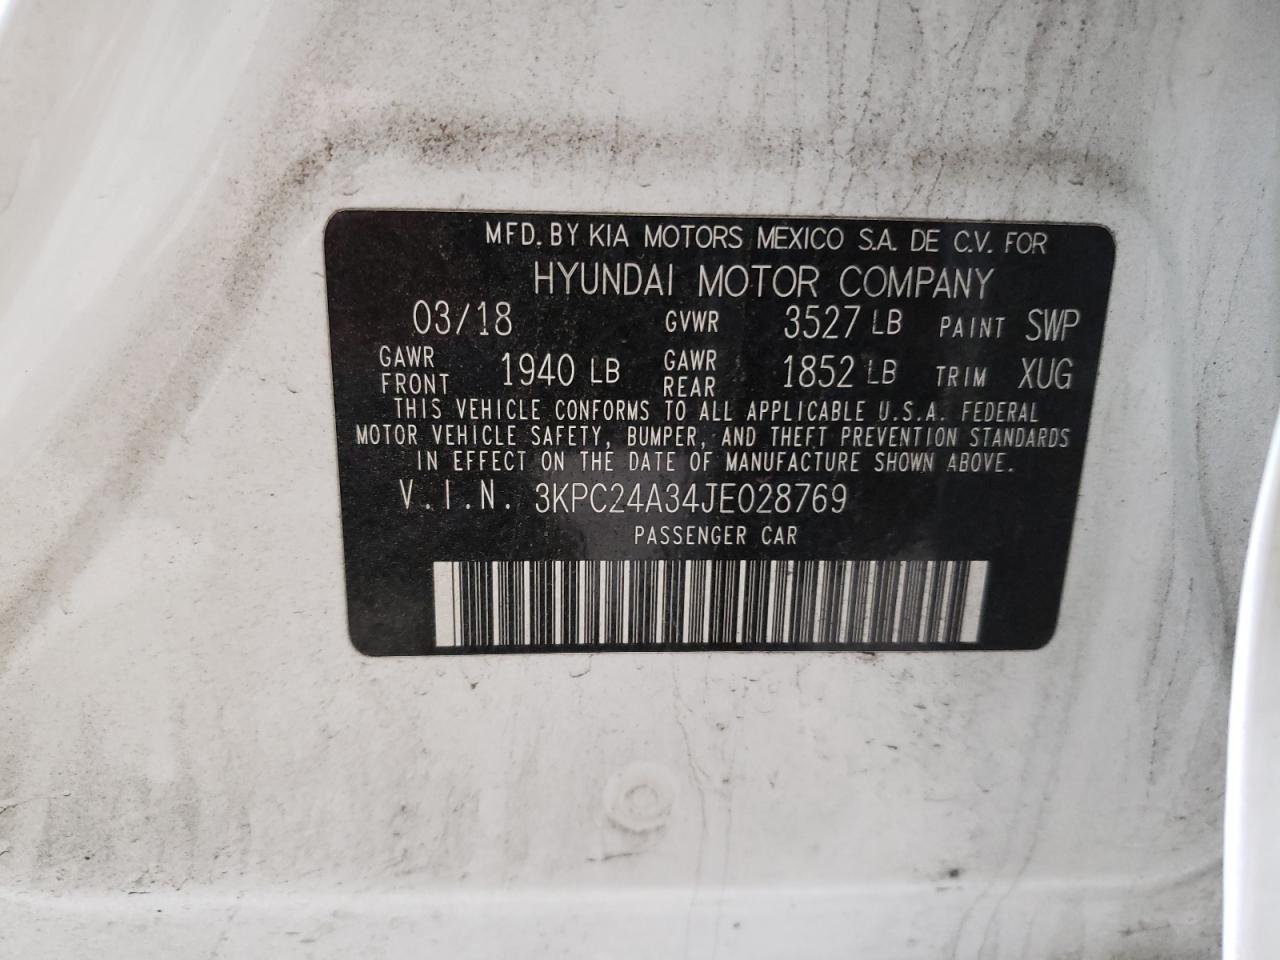 MFD. BY KIA MOTORS MEXICO S.A. DE C.V. FOR
HYUNDAI MOTOR COMPANY
03/18 GVWR 3527 LB PAINT SWP
GAWR FRONT 1940 LB GAWR REAR 1852 LB TRIM XUG
THIS VEHICLE CONFORMS TO ALL APPLICABLE U.S.A. FEDERAL
MOTOR VEHICLE SAFETY, BUMPER, AND THEFT PREVENTION STANDARDS
IN EFFECT ON THE DATE OF MANUFACTURE SHOWN ABOVE.
V.I.N. 3KPC24A34JE028769
PASSENGER CAR